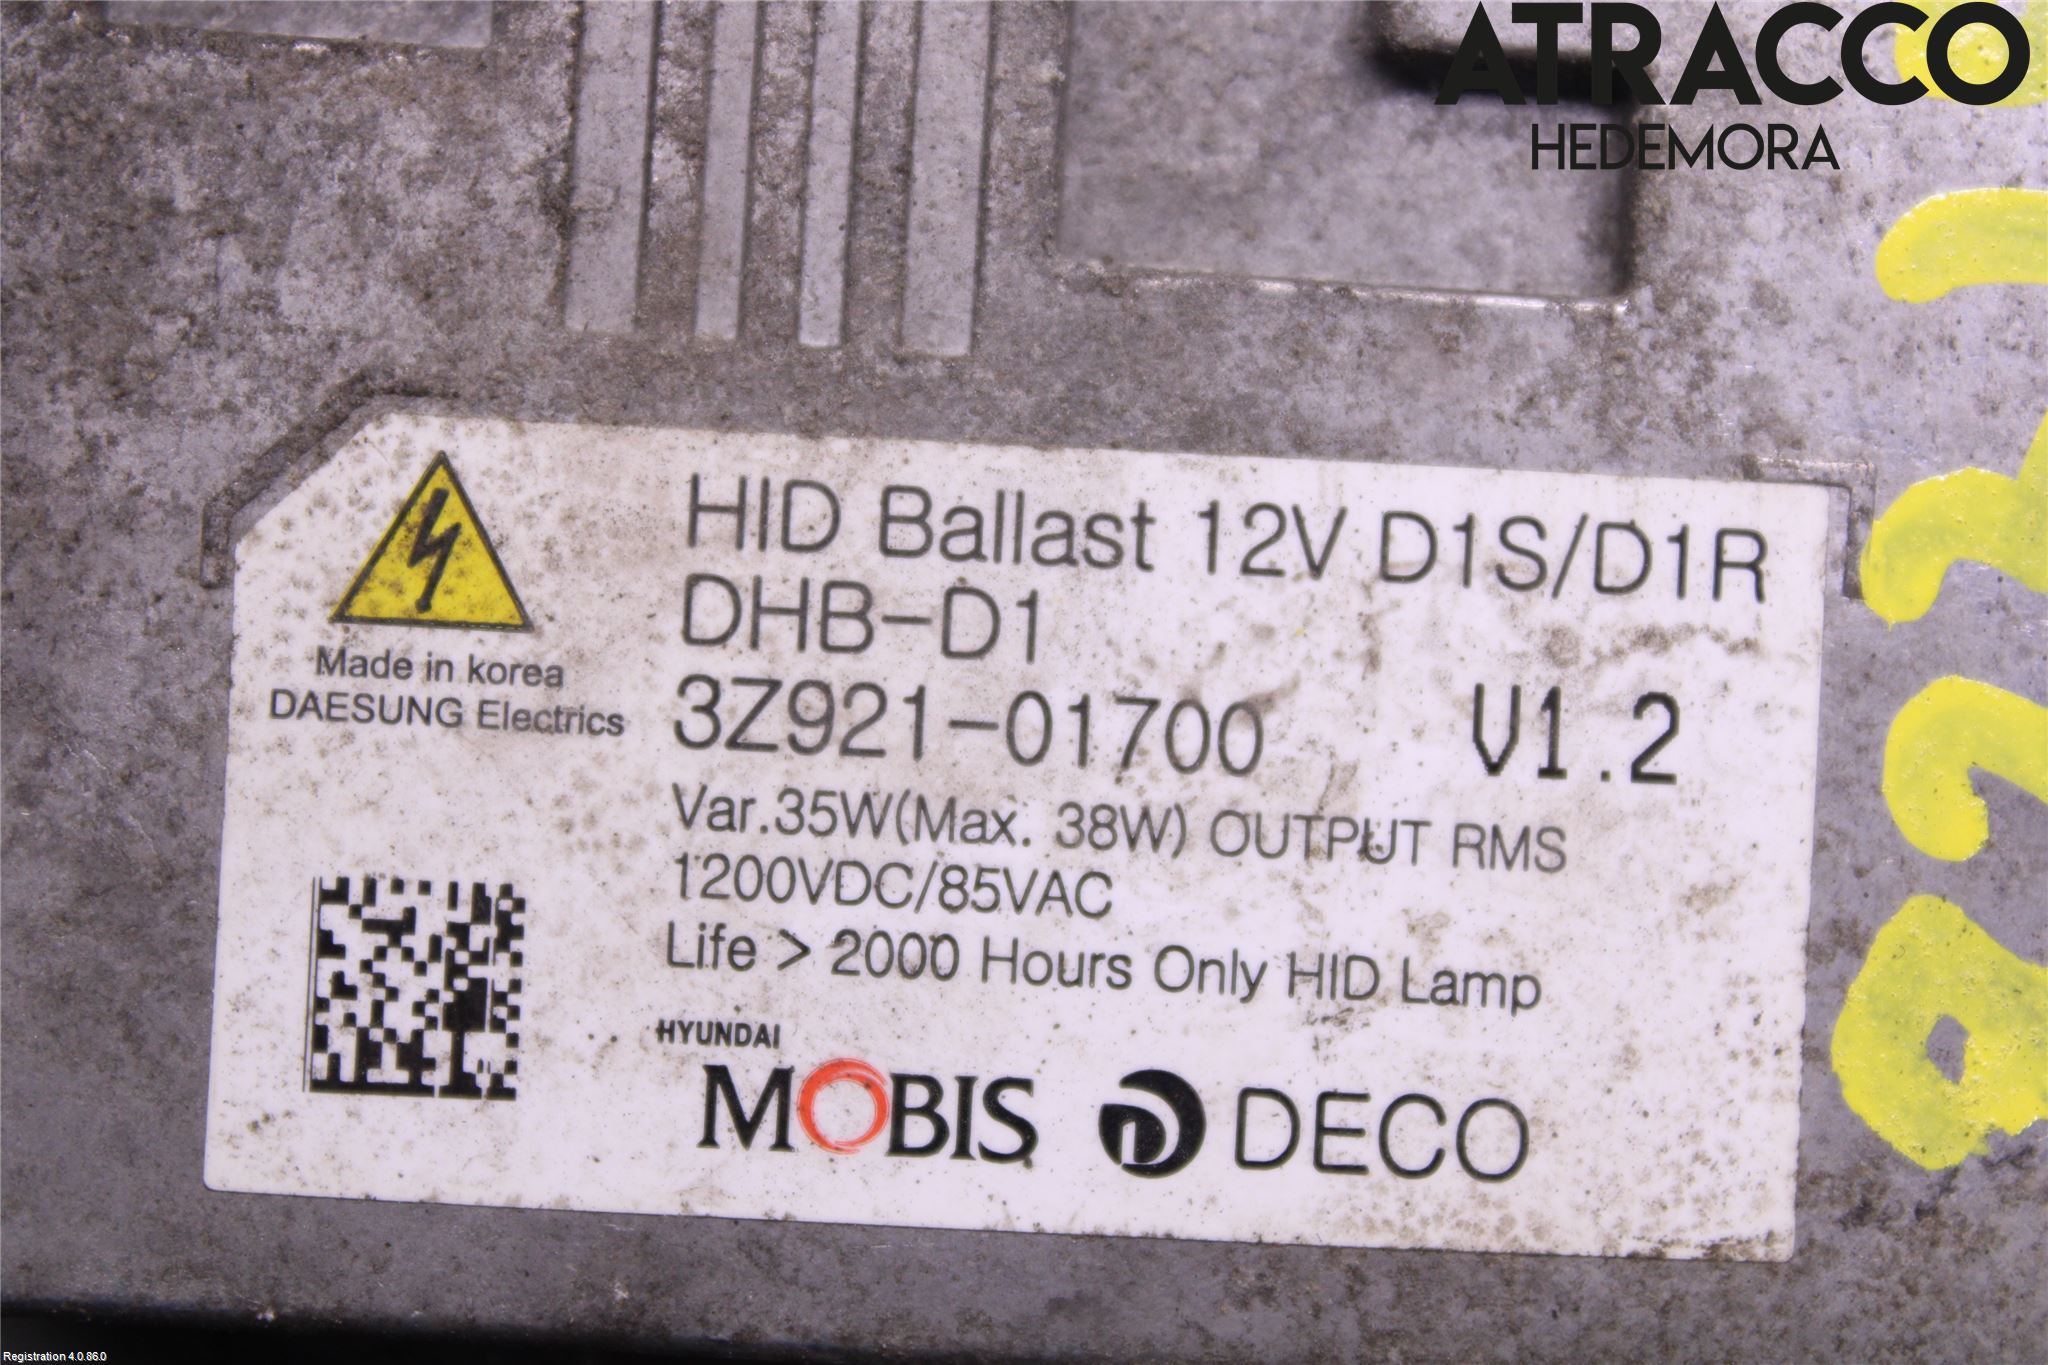 ATRACCO
HEDEMORA
HID Ballast 12V D1S/D1R
DHB-D1
3Z921-01700 V1.2
Made in korea
DAESUNG Electrics
Var.35W(Max. 38W) OUTPUT RMS
1200VDC/85VAC
Life > 2000 Hours Only HID Lamp
HYUNDAI
MOBIS DECO
Registration 4.0.86.0